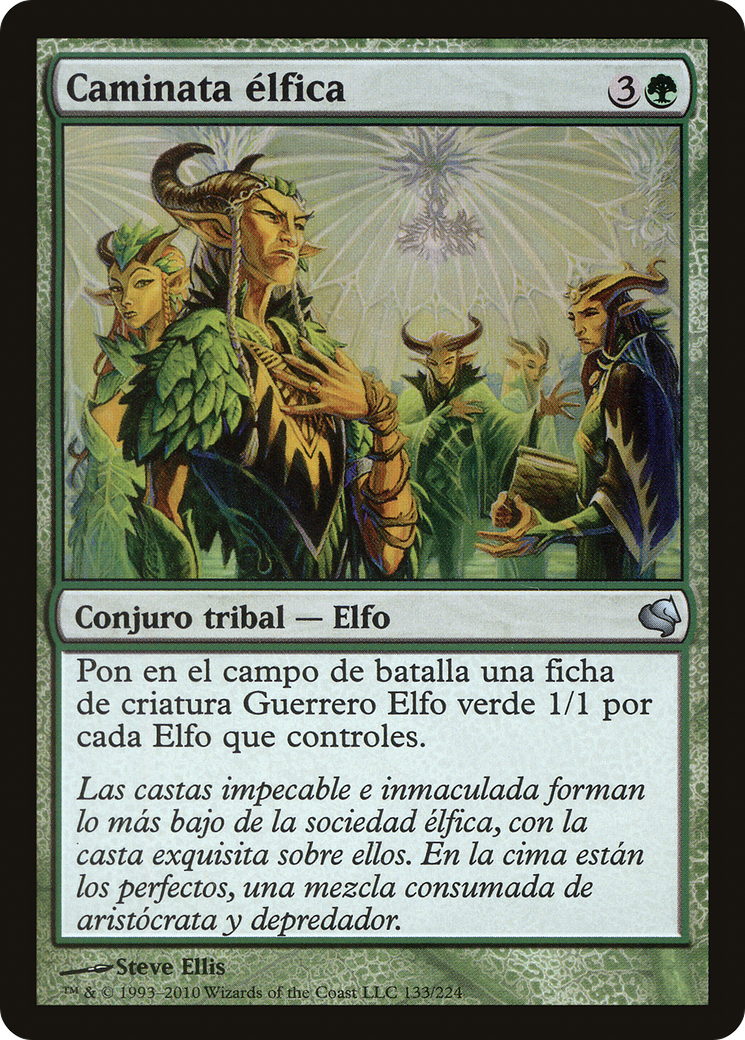 Caminata élfica
3
Conjuro tribal — Elfo
Pon en el campo de batalla una ficha
de criatura Guerrero Elfo verde 1/1 por
cada Elfo que controles.
Las castas impecable e inmaculada forman
lo más bajo de la sociedad élfica, con la
casta exquisita sobre ellos. En la cima están
los perfectos, una mezcla consumada de
aristócrata y depredador.
Steve Ellis
™ & © 1993–2010 Wizards of the Coast LLC 133/224